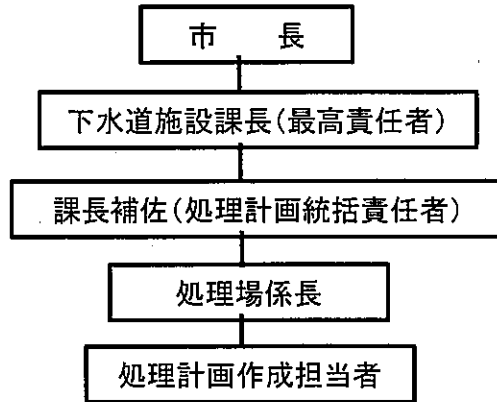 市　長
下水道施設課長(最高責任者)
課長補佐(処理計画統括責任者)
処理場係長
処理計画作成担当者